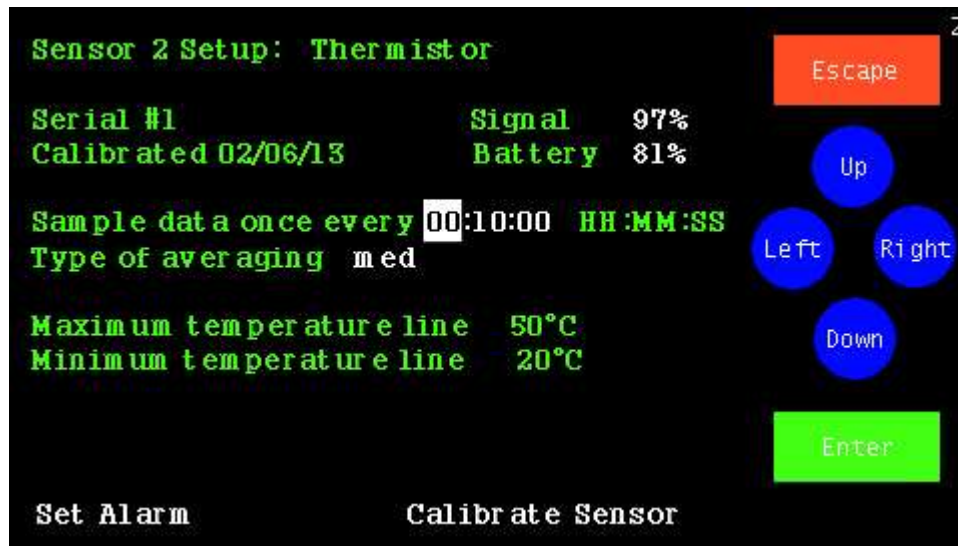 Sensor 2 Setup: Thermistor
Serial #1 Signal 97%
Calibrated 02/06/13 Battery 81%
Sample data once every 00:10:00 HH:MM:SS
Type of averaging med
Maximum temperature line 50°C
Minimum temperature line 20°C
Set Alarm Calibrate Sensor
Escape
Up
Left Right
Down
Enter